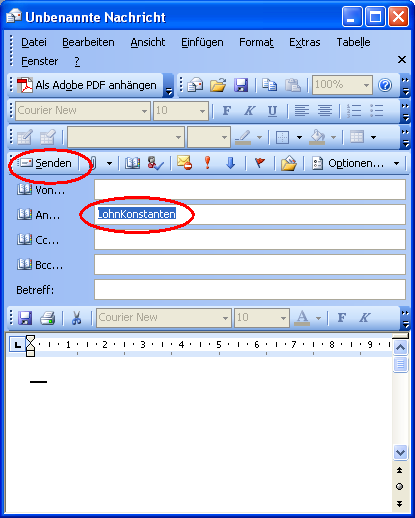 Unbenannte Nachricht
Datei Bearbeiten Ansicht Einfügen Format Extras Tabelle
Fenster ?
Als Adobe PDF anhängen 100%
Courier New 10 F K U
Senden Optionen...
Von...
An... LohnKonstanten
Cc...
Bcc...
Betreff:
Courier New 10 A F K
L 1 2 3 4 5 6 7 8 9